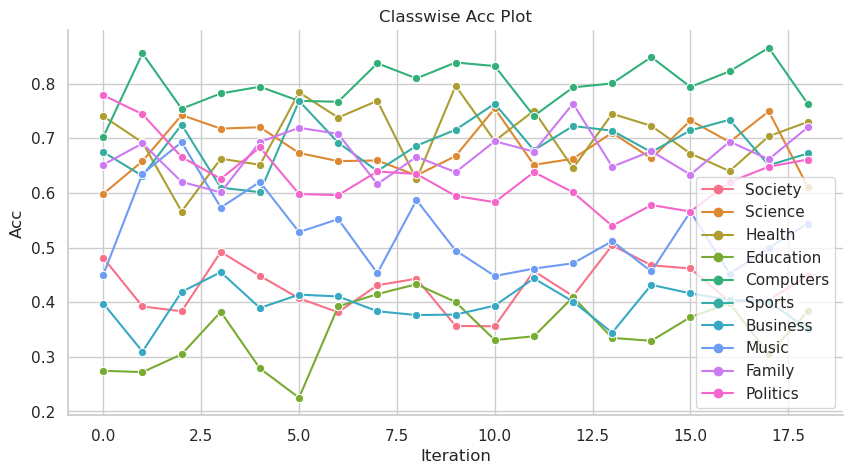 Classwise Acc Plot
Acc
0.8
0.7
0.6
0.5
0.4
0.3
0.2
0.0
2.5
5.0
7.5
10.0
12.5
15.0
17.5
Iteration
Society
Science
Health
Education
Computers
Sports
Business
Music
Family
Politics